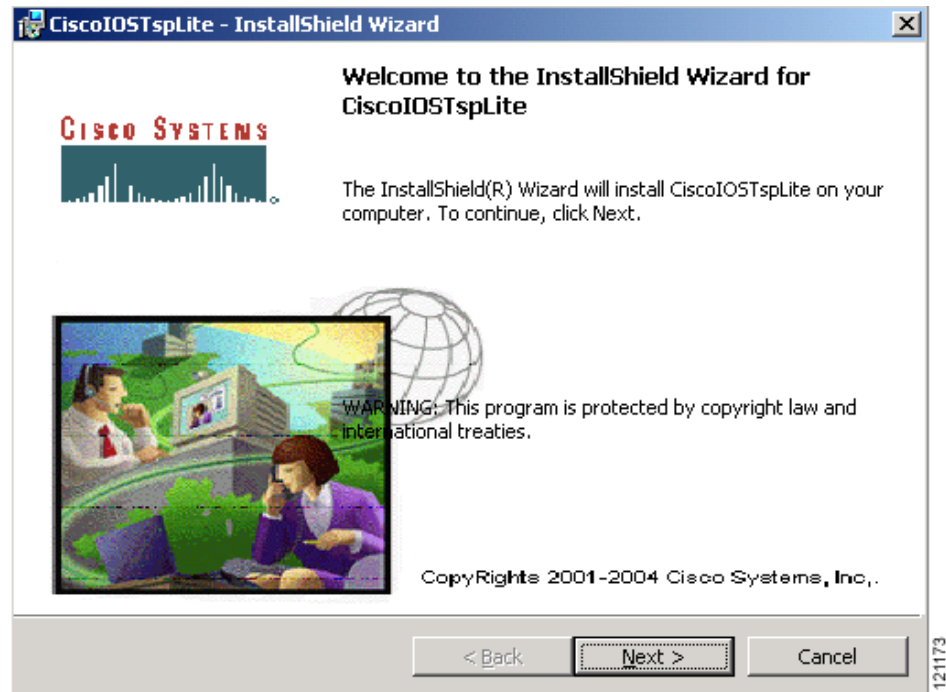 CiscoIOSTspLite - InstallShield Wizard
Welcome to the InstallShield Wizard for
CiscoIOSTspLite
CISCO SYSTEMS
The InstallShield(R) Wizard will install CiscoIOSTspLite on your
computer. To continue, click Next.
WARNING: This program is protected by copyright law and
international treaties.
CopyRights 2001-2004 Cisco Systems, Inc,.
< Back
Next >
Cancel
121173